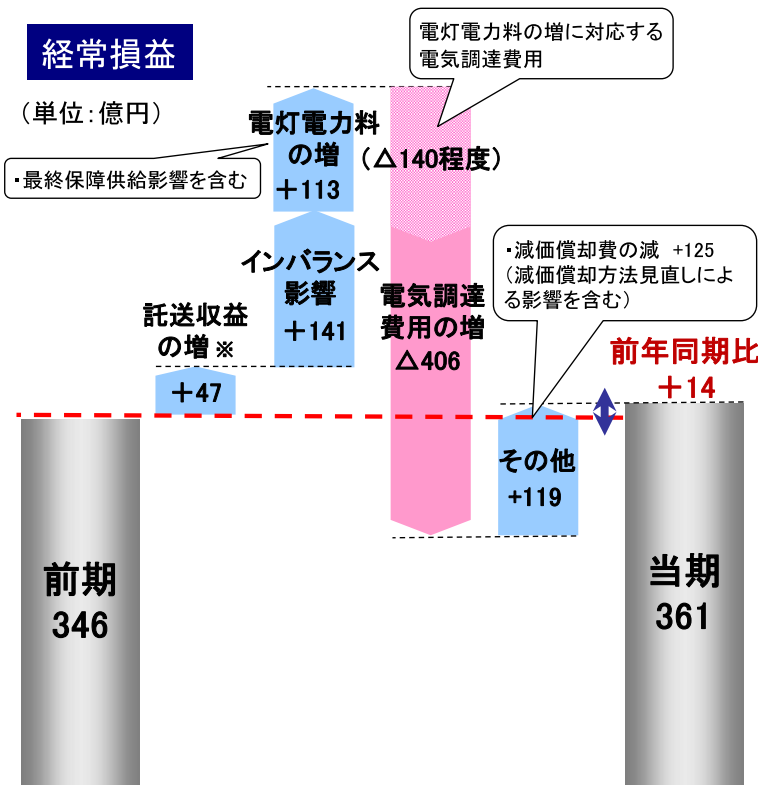 経常損益
（単位：億円）
電灯電力料の増に対応する
電気調達費用
電灯電力料
の増
＋113
（△140程度）
・最終保障供給影響を含む
インバランス
影響
＋141
託送収益
の増※
＋47
電気調達
費用の増
△406
・減価償却費の減 +125
（減価償却方法見直しによ
る影響を含む）
前年同期比
＋14
その他
+119
前期
346
当期
361